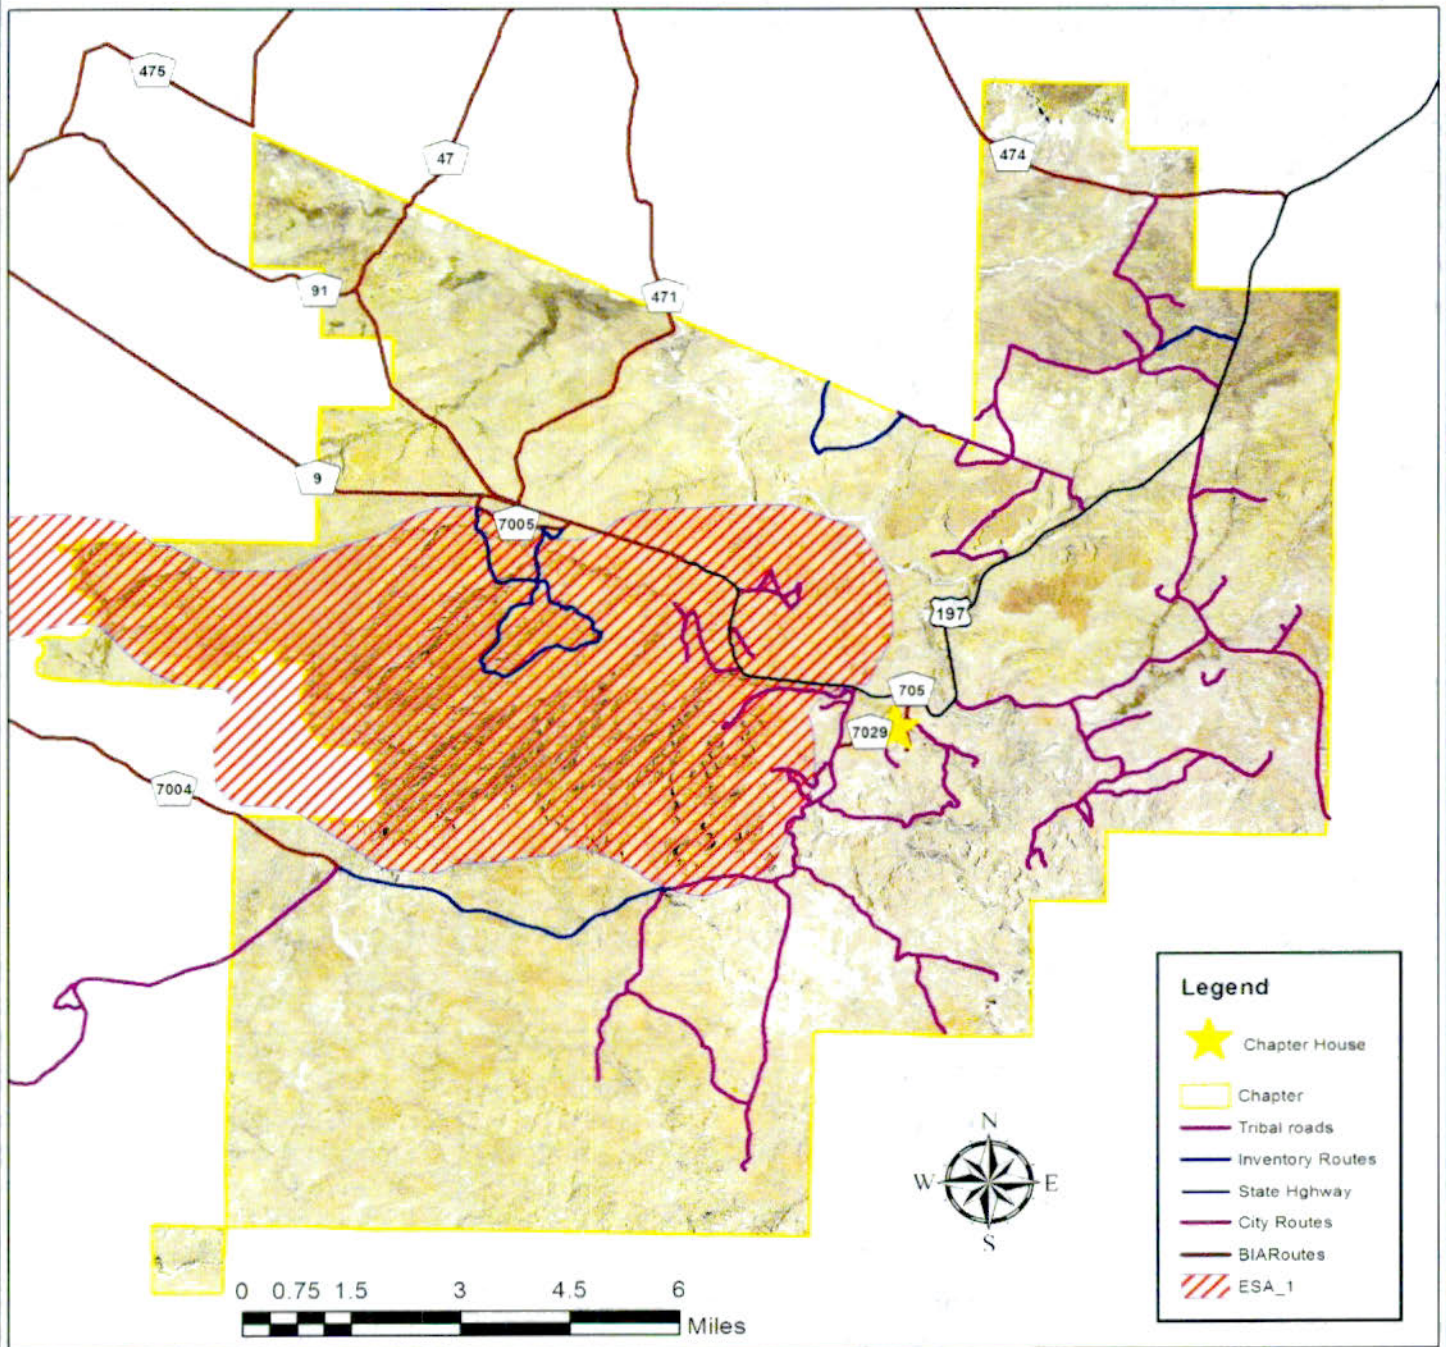 475
47
474
91
471
9
7005
197
705
7029
7004
Legend
Chapter House
Chapter
Tribal roads
Inventory Routes
State Hghway
City Routes
BIARoutes
ESA_1
N
W E
S
0 0.75 1.5 3 4.5 6
Miles